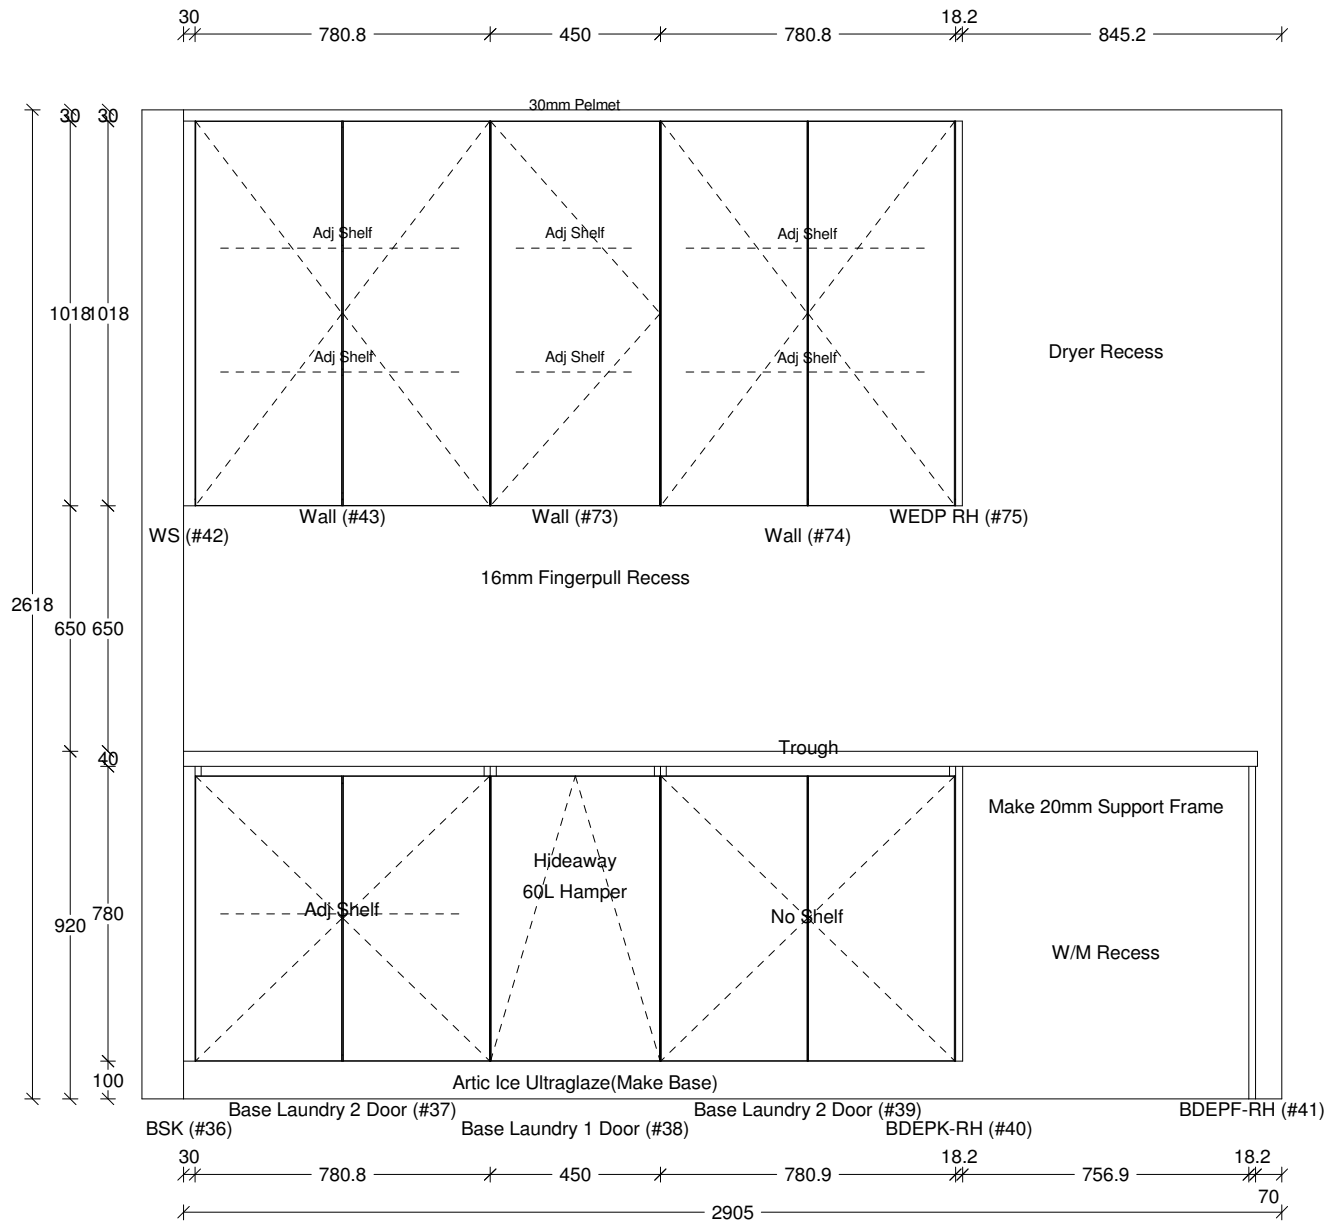 30
18.2
780.8
450
780.8
845.2
30mm Pelmet
30
30
Adj Shelf
Adj Shelf
Adj Shelf
1018
1018
Adj Shelf
Adj Shelf
Adj Shelf
Dryer Recess
Wall (#43)
Wall (#73)
WEDP RH (#75)
WS (#42)
Wall (#74)
16mm Fingerpull Recess
2618
650
650
Trough
40
Make 20mm Support Frame
Hideaway
60L Hamper
Adj Shelf
No Shelf
780
920
W/M Recess
100
Artic Ice Ultraglaze(Make Base)
Base Laundry 2 Door (#37)
Base Laundry 2 Door (#39)
BDEPF-RH (#41)
BSK (#36)
Base Laundry 1 Door (#38)
BDEPK-RH (#40)
30
18.2
18.2
780.8
450
780.9
756.9
70
2905